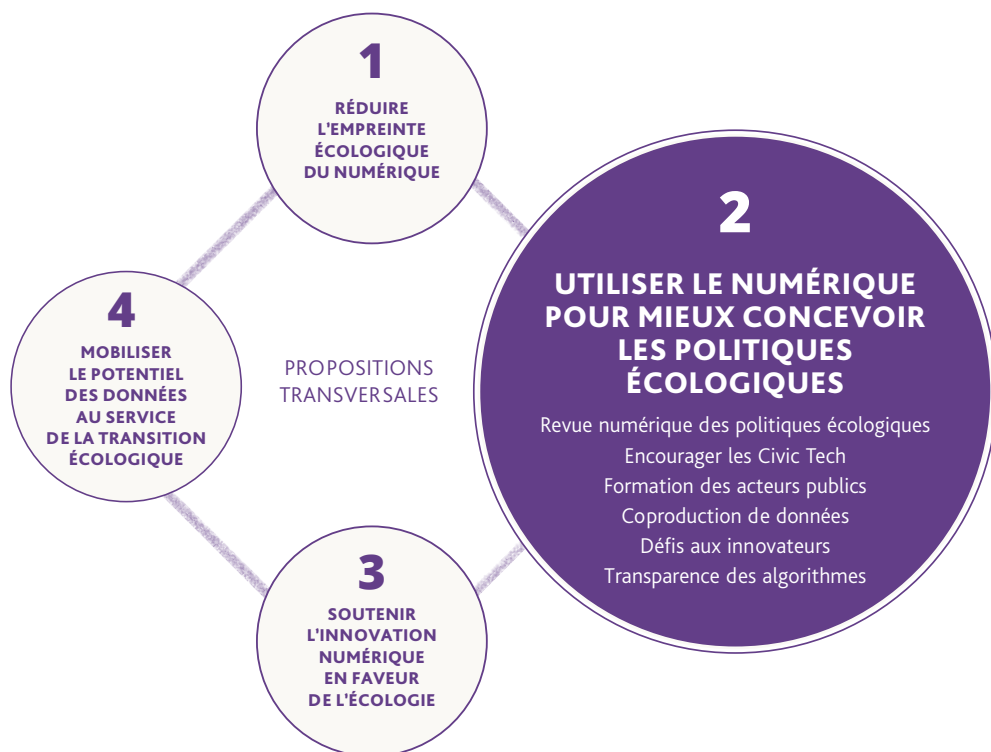 1
RÉDUIRE
L'EMPREINTE
ÉCOLOGIQUE
DU NUMÉRIQUE
2
UTILISER LE NUMÉRIQUE
POUR MIEUX CONCEVOIR
LES POLITIQUES
ÉCOLOGIQUES
Revue numérique des politiques écologiques
Encourager les Civic Tech
Formation des acteurs publics
Coproduction de données
Défis aux innovateurs
Transparence des algorithmes
4
MOBILISER
LE POTENTIEL
DES DONNÉES
AU SERVICE
DE LA TRANSITION
ÉCOLOGIQUE
PROPOSITIONS
TRANSVERSALES
3
SOUTENIR
L'INNOVATION
NUMÉRIQUE
EN FAVEUR
DE L'ÉCOLOGIE